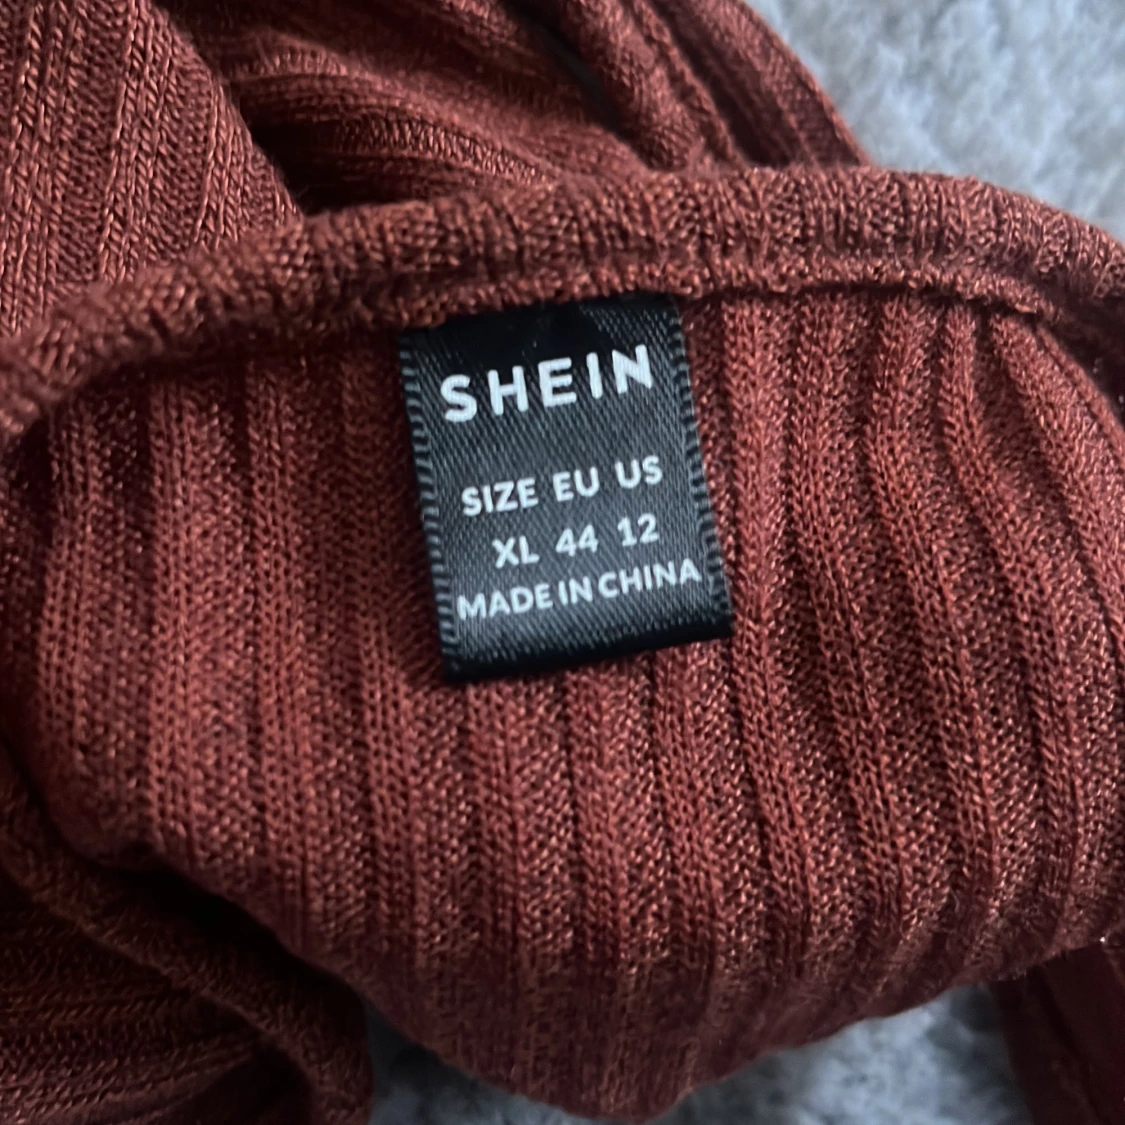 SHEIN
SIZE EU US
XL 44 12
MADE IN CHINA